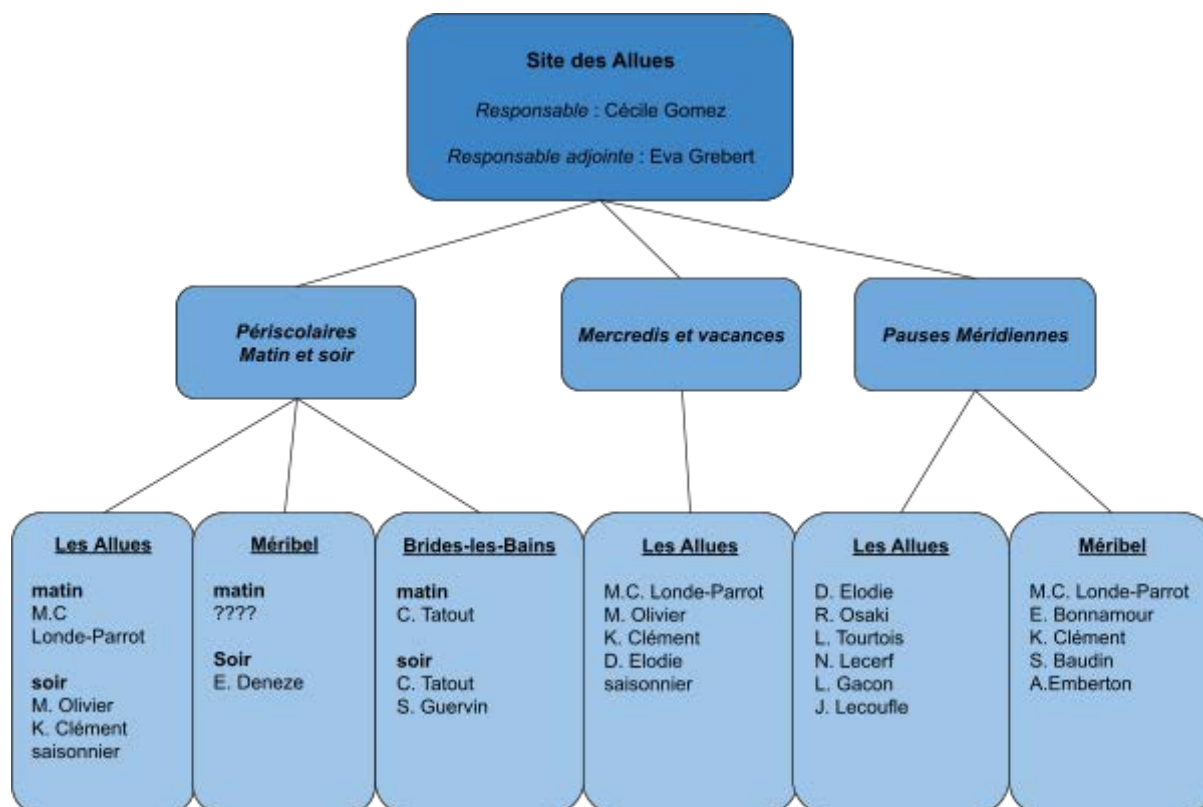 Site des Allues
Responsable : Cécile Gomez
Responsable adjointe : Eva Grebert
Périscolaires
Matin et soir
Mercredis et vacances
Pauses Méridiennes
Les Allues
matin
M.C
Londe-Parrot
soir
M. Olivier
K. Clément
saisonnier
Méribel
matin
????
Soir
E. Deneze
Brides-les-Bains
matin
C. Tatout
soir
C. Tatout
S. Guervin
Les Allues
M.C. Londe-Parrot
M. Olivier
K. Clément
D. Elodie
saisonnier
Les Allues
D. Elodie
R. Osaki
L. Tourtois
N. Lecerf
L. Gacon
J. Lecoufle
Méribel
M.C. Londe-Parrot
E. Bonnamour
K. Clément
S. Baudin
A.Emberton